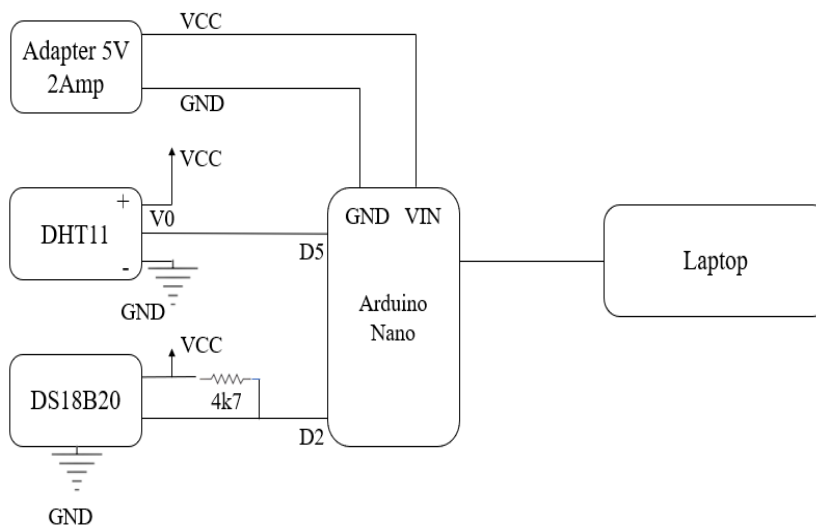 VCC
Adapter 5V
2Amp
GND
VCC
+
V0
DHT11
-
GND
GND VIN
D5
Arduino
Nano
Laptop
VCC
DS18B20
4k7
D2
GND